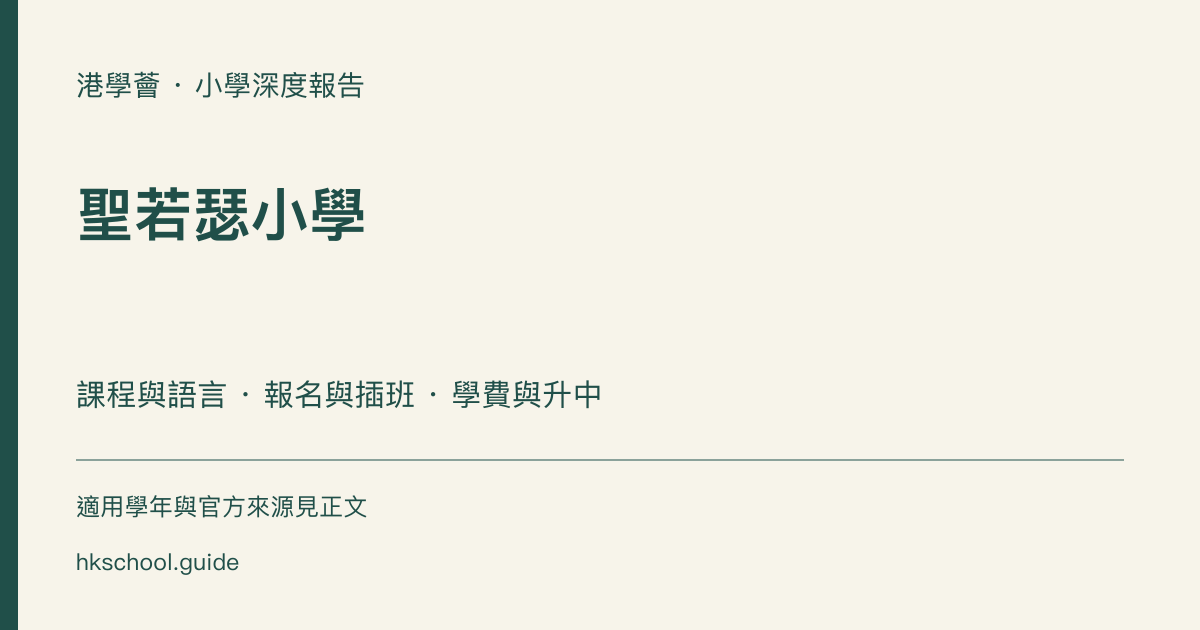 港學薈 · 小學深度報告
聖若瑟小學
課程與語言 · 報名與插班 · 學費與升中
適用學年與官方來源見正文
hkschool.guide